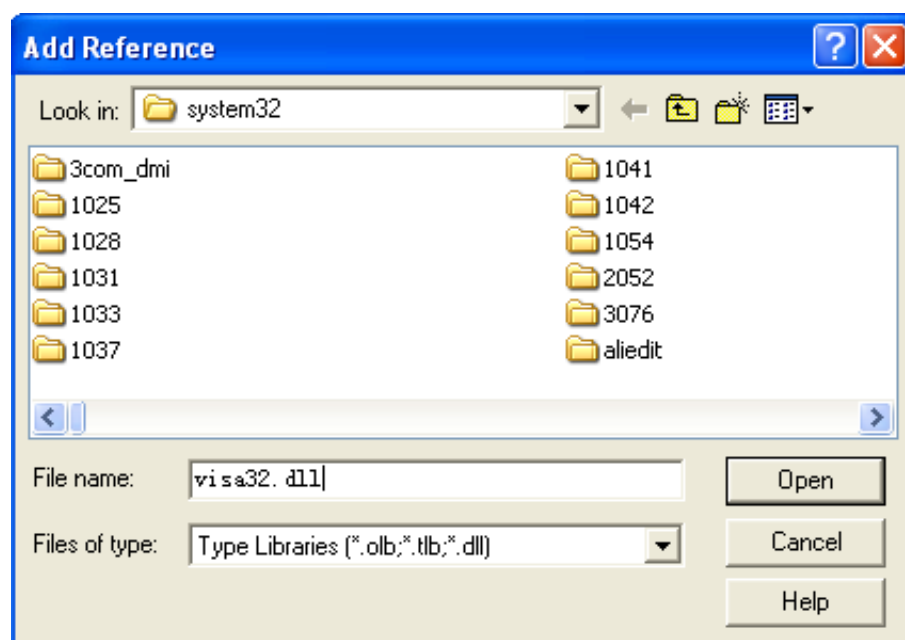 Add Reference
Look in: system32
3com_dmi
1025
1028
1031
1033
1037
1041
1042
1054
2052
3076
aliedit
File name: visa32.dll Open
Files of type: Type Libraries (*.olb;*.tlb;*.dll) Cancel
Help